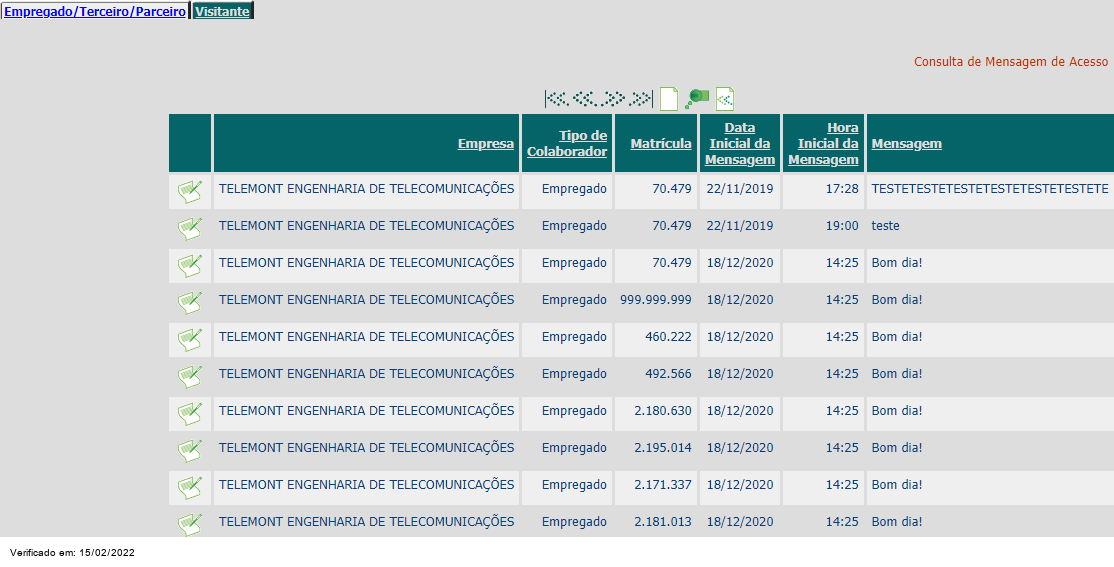 Empregado/Terceiro/Parceiro Visitante
Consulta de Mensagem de Acesso
Empresa Tipo de Colaborador Matrícula Data Inicial da Mensagem Hora Inicial da Mensagem Mensagem
TELEMONT ENGENHARIA DE TELECOMUNICAÇÕES Empregado 70.479 22/11/2019 17:28 TESTETESTETESTETESTETESTETESTETE
TELEMONT ENGENHARIA DE TELECOMUNICAÇÕES Empregado 70.479 22/11/2019 19:00 teste
TELEMONT ENGENHARIA DE TELECOMUNICAÇÕES Empregado 70.479 18/12/2020 14:25 Bom dia!
TELEMONT ENGENHARIA DE TELECOMUNICAÇÕES Empregado 999.999.999 18/12/2020 14:25 Bom dia!
TELEMONT ENGENHARIA DE TELECOMUNICAÇÕES Empregado 460.222 18/12/2020 14:25 Bom dia!
TELEMONT ENGENHARIA DE TELECOMUNICAÇÕES Empregado 492.566 18/12/2020 14:25 Bom dia!
TELEMONT ENGENHARIA DE TELECOMUNICAÇÕES Empregado 2.180.630 18/12/2020 14:25 Bom dia!
TELEMONT ENGENHARIA DE TELECOMUNICAÇÕES Empregado 2.195.014 18/12/2020 14:25 Bom dia!
TELEMONT ENGENHARIA DE TELECOMUNICAÇÕES Empregado 2.171.337 18/12/2020 14:25 Bom dia!
TELEMONT ENGENHARIA DE TELECOMUNICAÇÕES Empregado 2.181.013 18/12/2020 14:25 Bom dia!
Verificado em: 15/02/2022